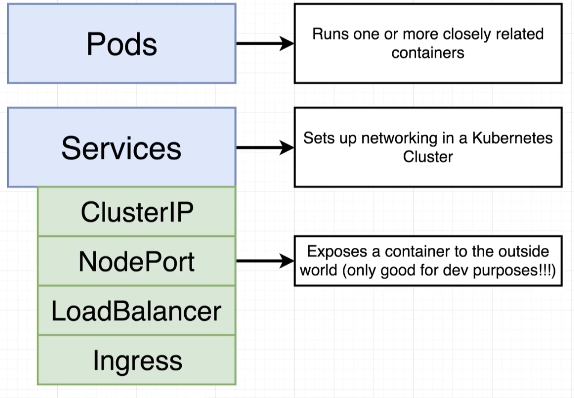 Pods
Runs one or more closely related
containers
Services
Sets up networking in a Kubernetes
Cluster
ClusterIP
NodePort
Exposes a container to the outside
world (only good for dev purposes!!!)
LoadBalancer
Ingress